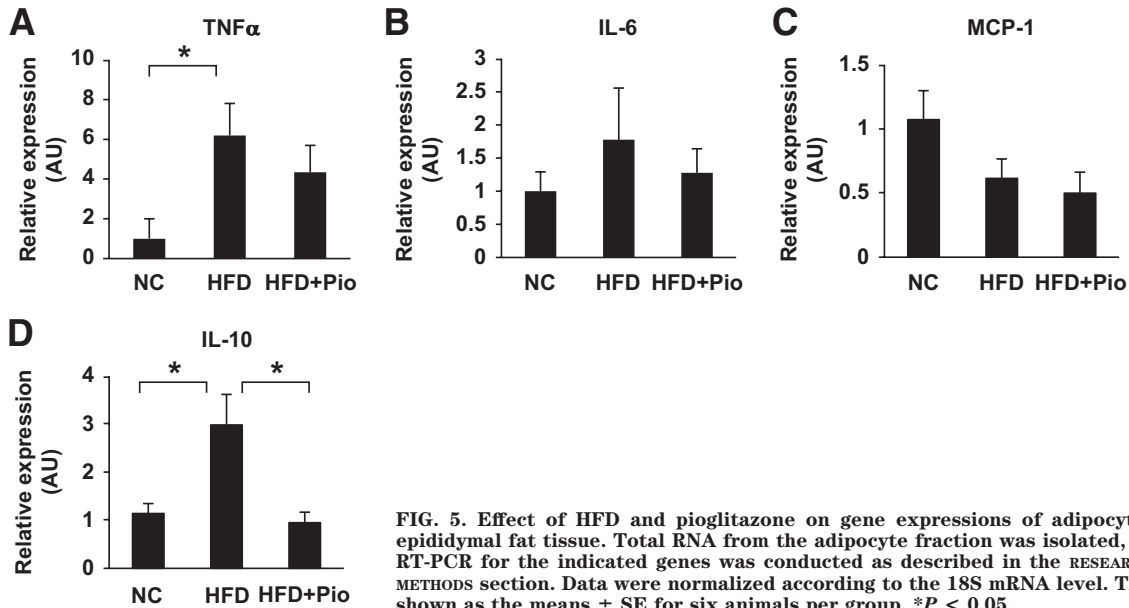 A
TNFα
Relative expression
(AU)
10
8
6
4
2
0
*
NC HFD HFD+Pio
B
IL-6
Relative expression
(AU)
3
2.5
2
1.5
1
0.5
0
NC HFD HFD+Pio
C
MCP-1
Relative expression
(AU)
1.5
1
0.5
0
NC HFD HFD+Pio
D
IL-10
Relative expression
(AU)
4
3
2
1
0
* *
NC HFD HFD+Pio
FIG. 5. Effect of HFD and pioglitazone on gene expressions of adipocyt
epididymal fat tissue. Total RNA from the adipocyte fraction was isolated,
RT-PCR for the indicated genes was conducted as described in the RESEAR
METHODS section. Data were normalized according to the 18S mRNA level. T
shown as the means ± SE for six animals per group. *P < 0.05.